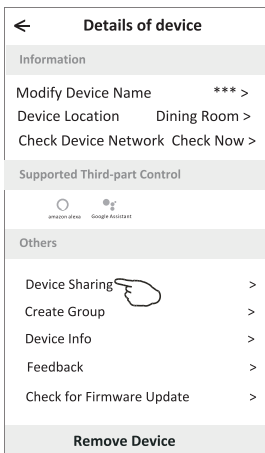 ← Details of device
Information
Modify Device Name *** >
Device Location Dining Room >
Check Device Network Check Now >
Supported Third-part Control
amazon alexa Google Assistant
Others
Device Sharing >
Create Group >
Device Info >
Feedback >
Check for Firmware Update >
Remove Device